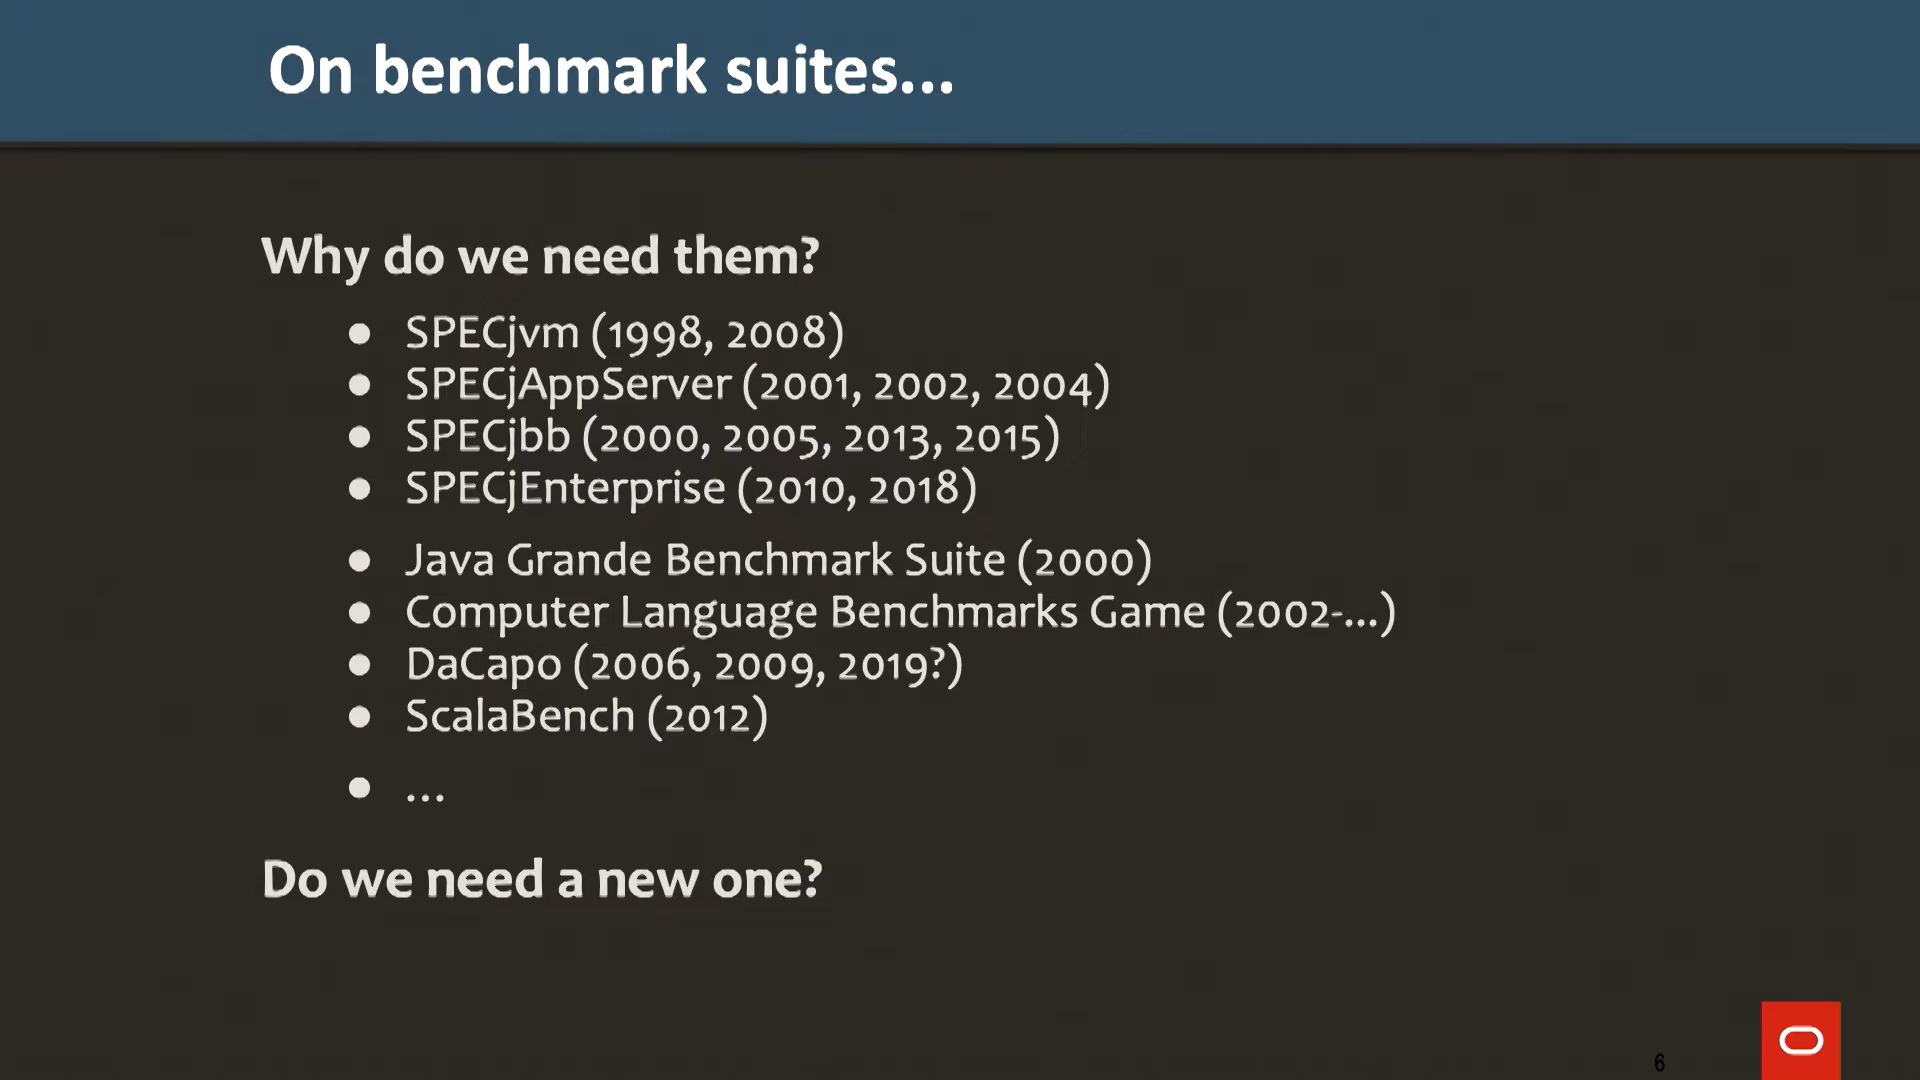 On benchmark suites...
Why do we need them?
● SPECjvm (1998, 2008)
● SPECjAppServer (2001, 2002, 2004)
● SPECjbb (2000, 2005, 2013, 2015)
● SPECjEnterprise (2010, 2018)
● Java Grande Benchmark Suite (2000)
● Computer Language Benchmarks Game (2002-...)
● DaCapo (2006, 2009, 2019?)
● ScalaBench (2012)
● ...
Do we need a new one?
6